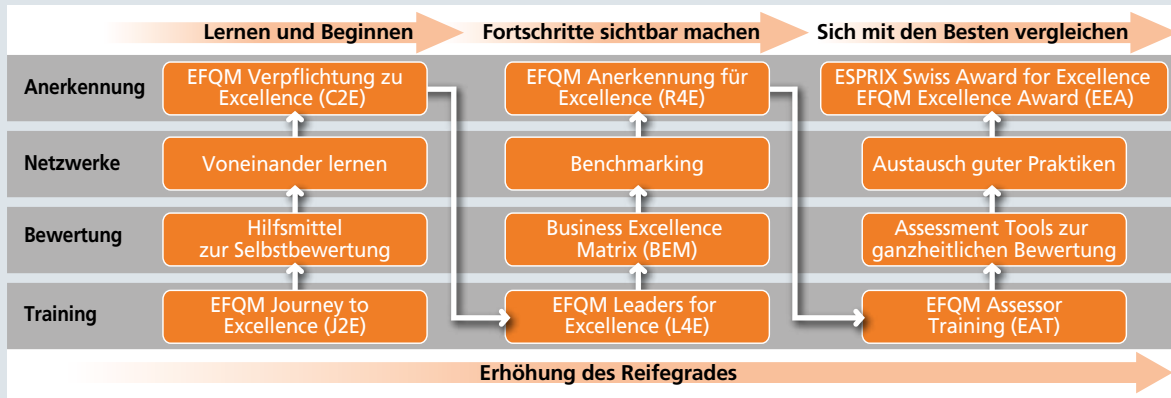 Lernen und Beginnen
Fortschritte sichtbar machen
Sich mit den Besten vergleichen
Anerkennung
EFQM Verpflichtung zu
Excellence (C2E)
EFQM Anerkennung für
Excellence (R4E)
ESPRIX Swiss Award for Excellence
EFQM Excellence Award (EEA)
Netzwerke
Voneinander lernen
Benchmarking
Austausch guter Praktiken
Bewertung
Hilfsmittel
zur Selbstbewertung
Business Excellence
Matrix (BEM)
Assessment Tools zur
ganzheitlichen Bewertung
Training
EFQM Journey to
Excellence (J2E)
EFQM Leaders for
Excellence (L4E)
EFQM Assessor
Training (EAT)
Erhöhung des Reifegrades